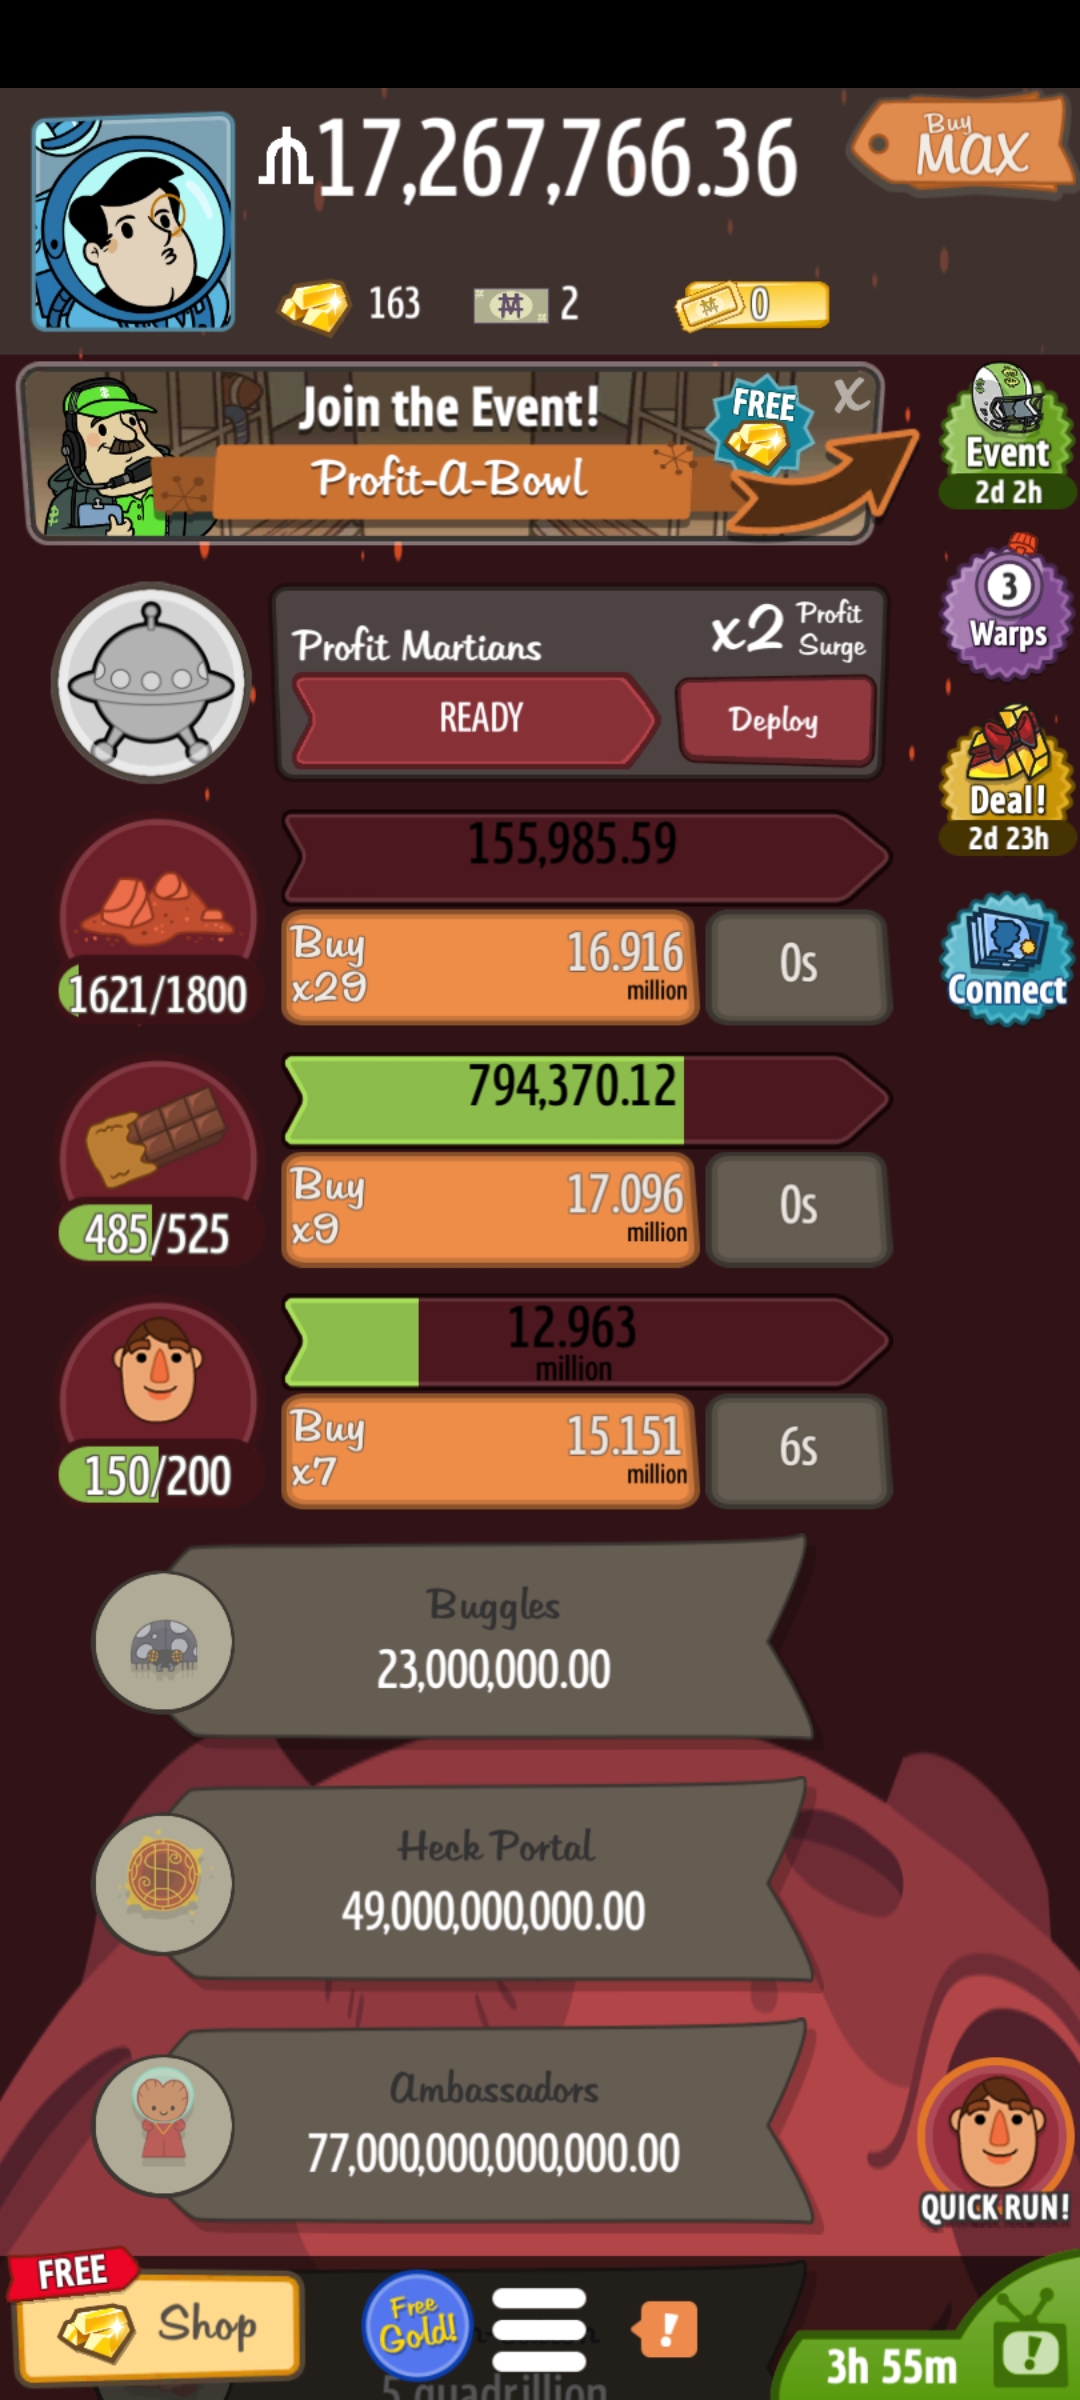 17,267,766.36
Buy
MAX
163
2
0
Join the Event!
FREE
X
Profit-A-Bowl
Event
2d 2h
3
Warps
Profit Martians
x2 Profit Surge
READY
Deploy
Deal!
2d 23h
155,985.59
Buy x29
16.916 million
0s
1621/1800
Connect
794,370.12
Buy x9
17.096 million
0s
485/525
12.963 million
Buy x7
15.151 million
6s
150/200
Buggles
23,000,000.00
Heck Portal
49,000,000,000.00
Ambassadors
77,000,000,000,000.00
QUICK RUN!
FREE
Shop
Free Gold!
!
3h 55m
!
5 quadrillion